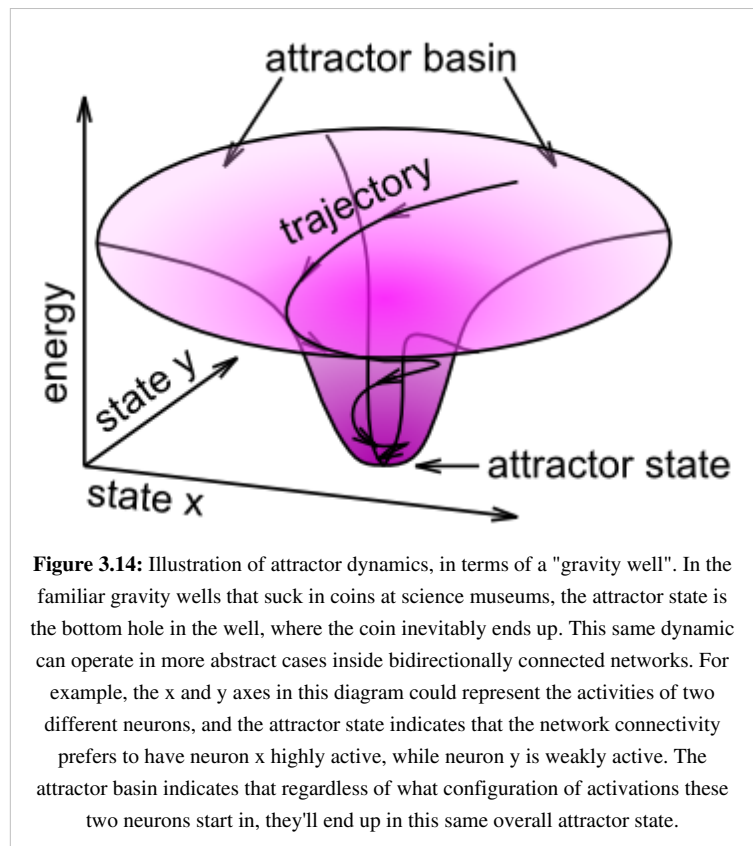 attractor basin
trajectory
energy
state y
attractor state
state x
Figure 3.14: Illustration of attractor dynamics, in terms of a "gravity well". In the
familiar gravity wells that suck in coins at science museums, the attractor state is
the bottom hole in the well, where the coin inevitably ends up. This same dynamic
can operate in more abstract cases inside bidirectionally connected networks. For
example, the x and y axes in this diagram could represent the activities of two
different neurons, and the attractor state indicates that the network connectivity
prefers to have neuron x highly active, while neuron y is weakly active. The
attractor basin indicates that regardless of what configuration of activations these
two neurons start in, they'll end up in this same overall attractor state.